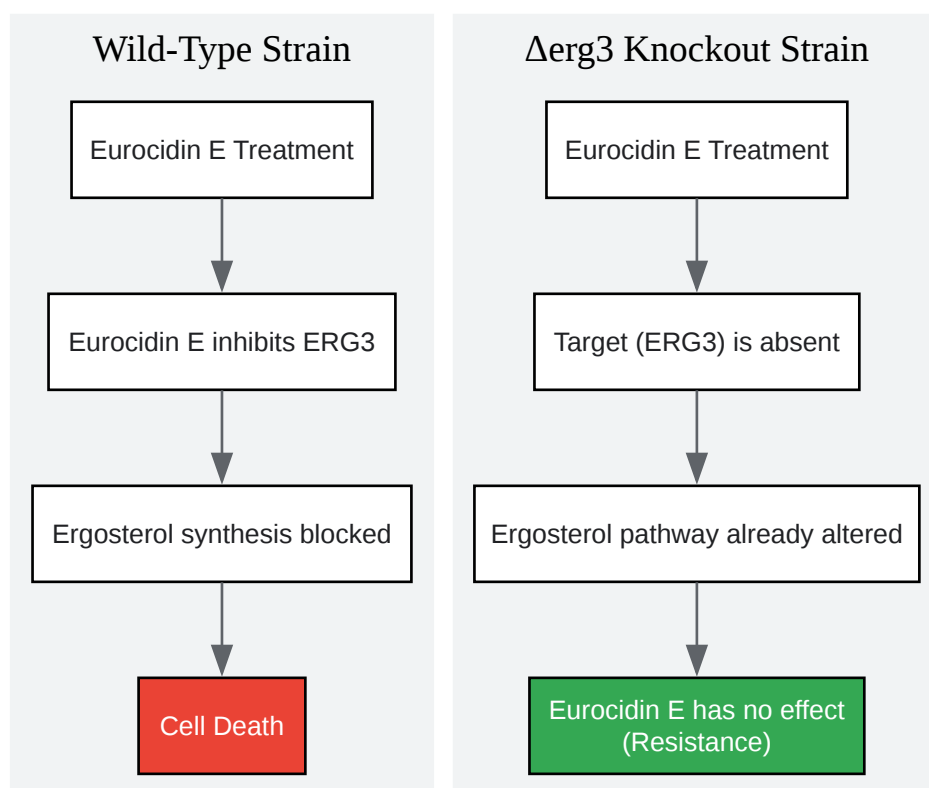 Wild-Type Strain
Eurocidin E Treatment
Eurocidin E inhibits ERG3
Ergosterol synthesis blocked
Cell Death
Δerg3 Knockout Strain
Eurocidin E Treatment
Target (ERG3) is absent
Ergosterol pathway already altered
Eurocidin E has no effect
(Resistance)